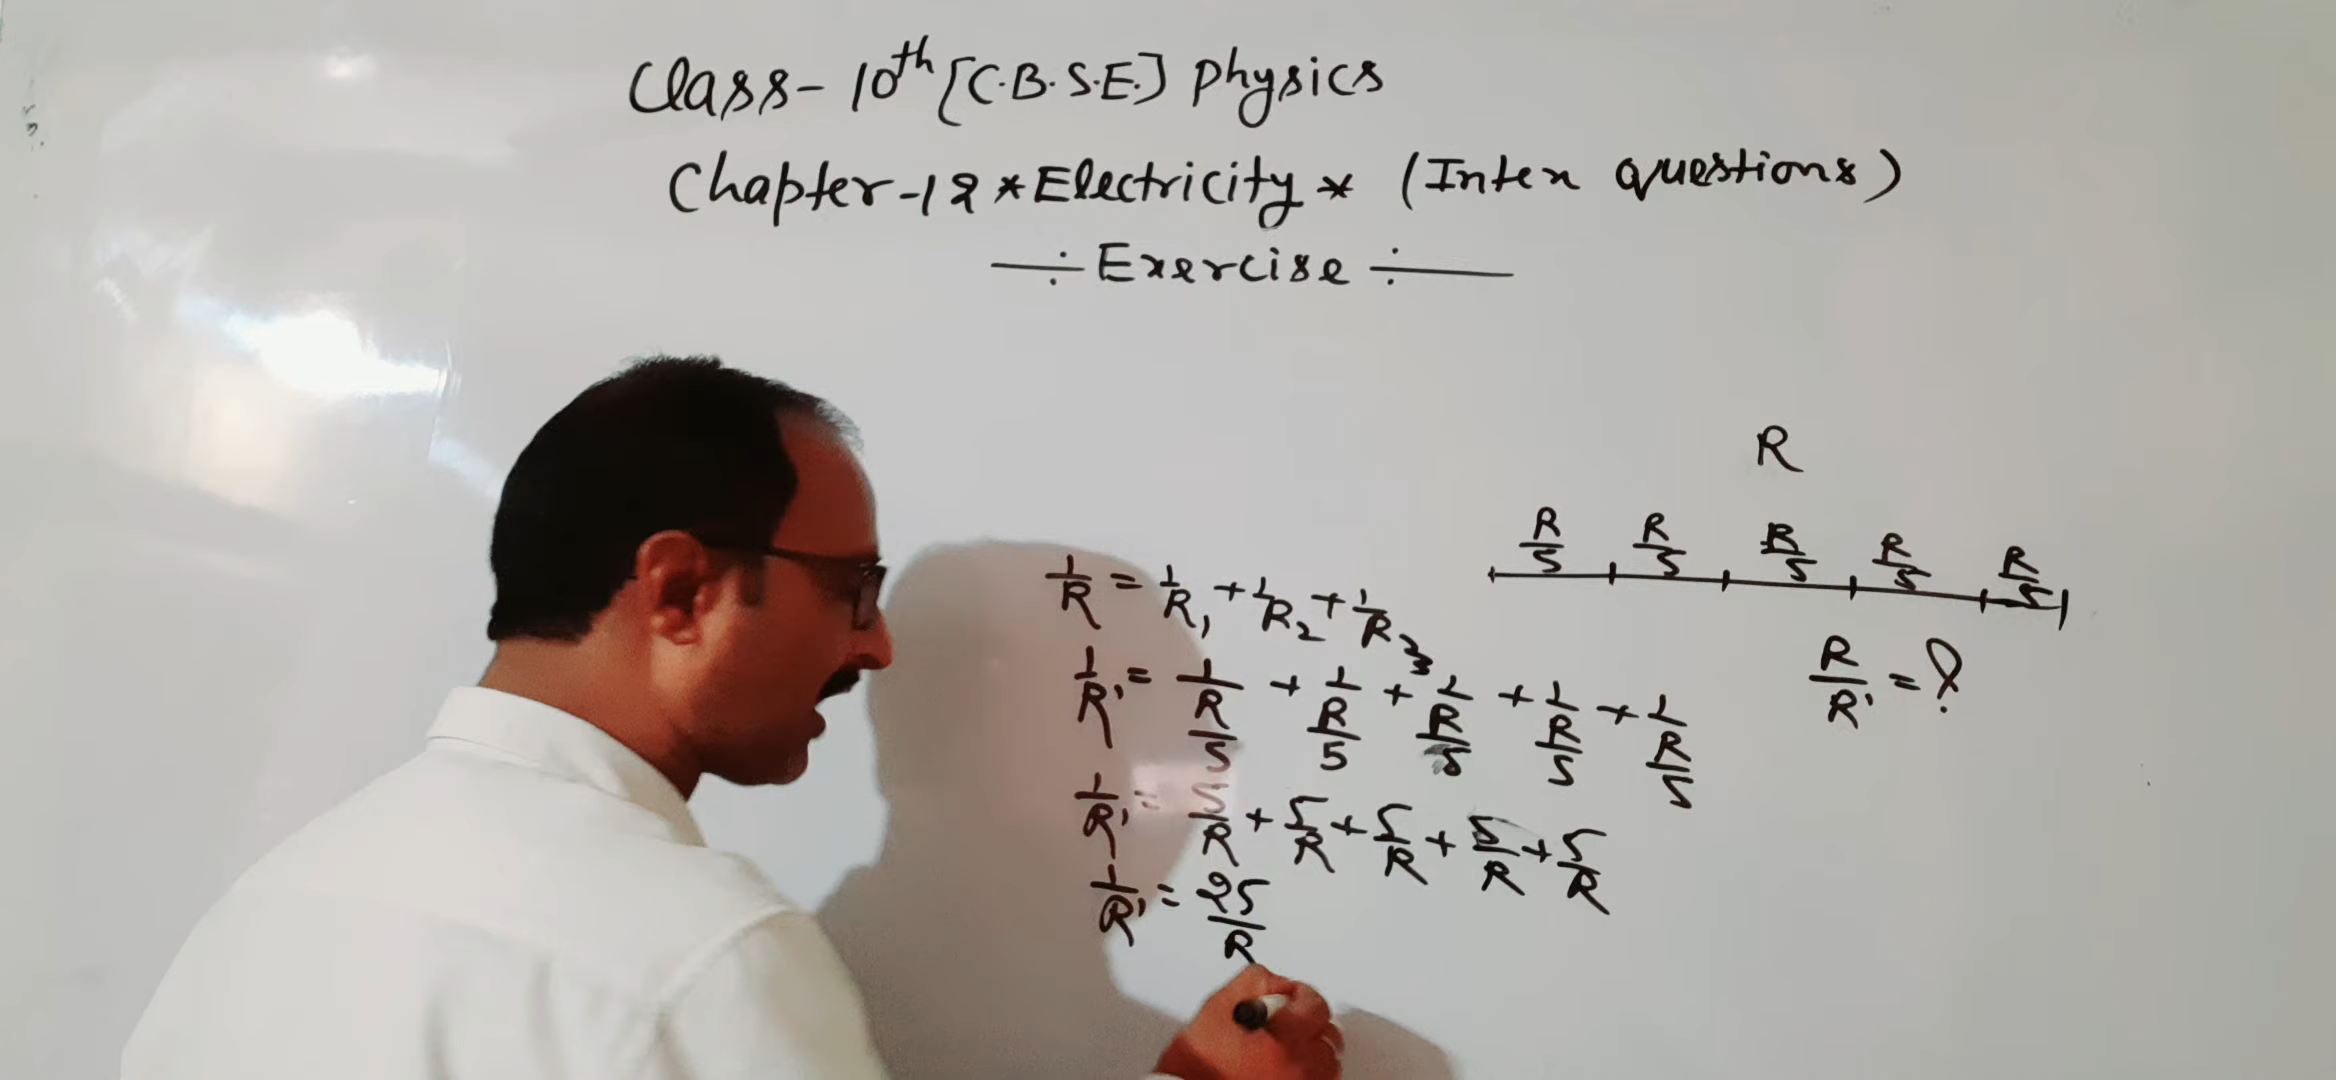 Class- 10th [C.B.S.E.] Physics
Chapter-12 * Electricity * (Intex questions)
Exercise
R
R/5 R/5 R/5 R/5 R/5
R/R' = ?
1/R = 1/R1 + 1/R2 + 1/R3
1/R' = 1/(R/5) + 1/(R/5) + 1/(R/5) + 1/(R/5) + 1/(R/5)
1/R' = 5/R + 5/R + 5/R + 5/R + 5/R
1/R' = 25/R